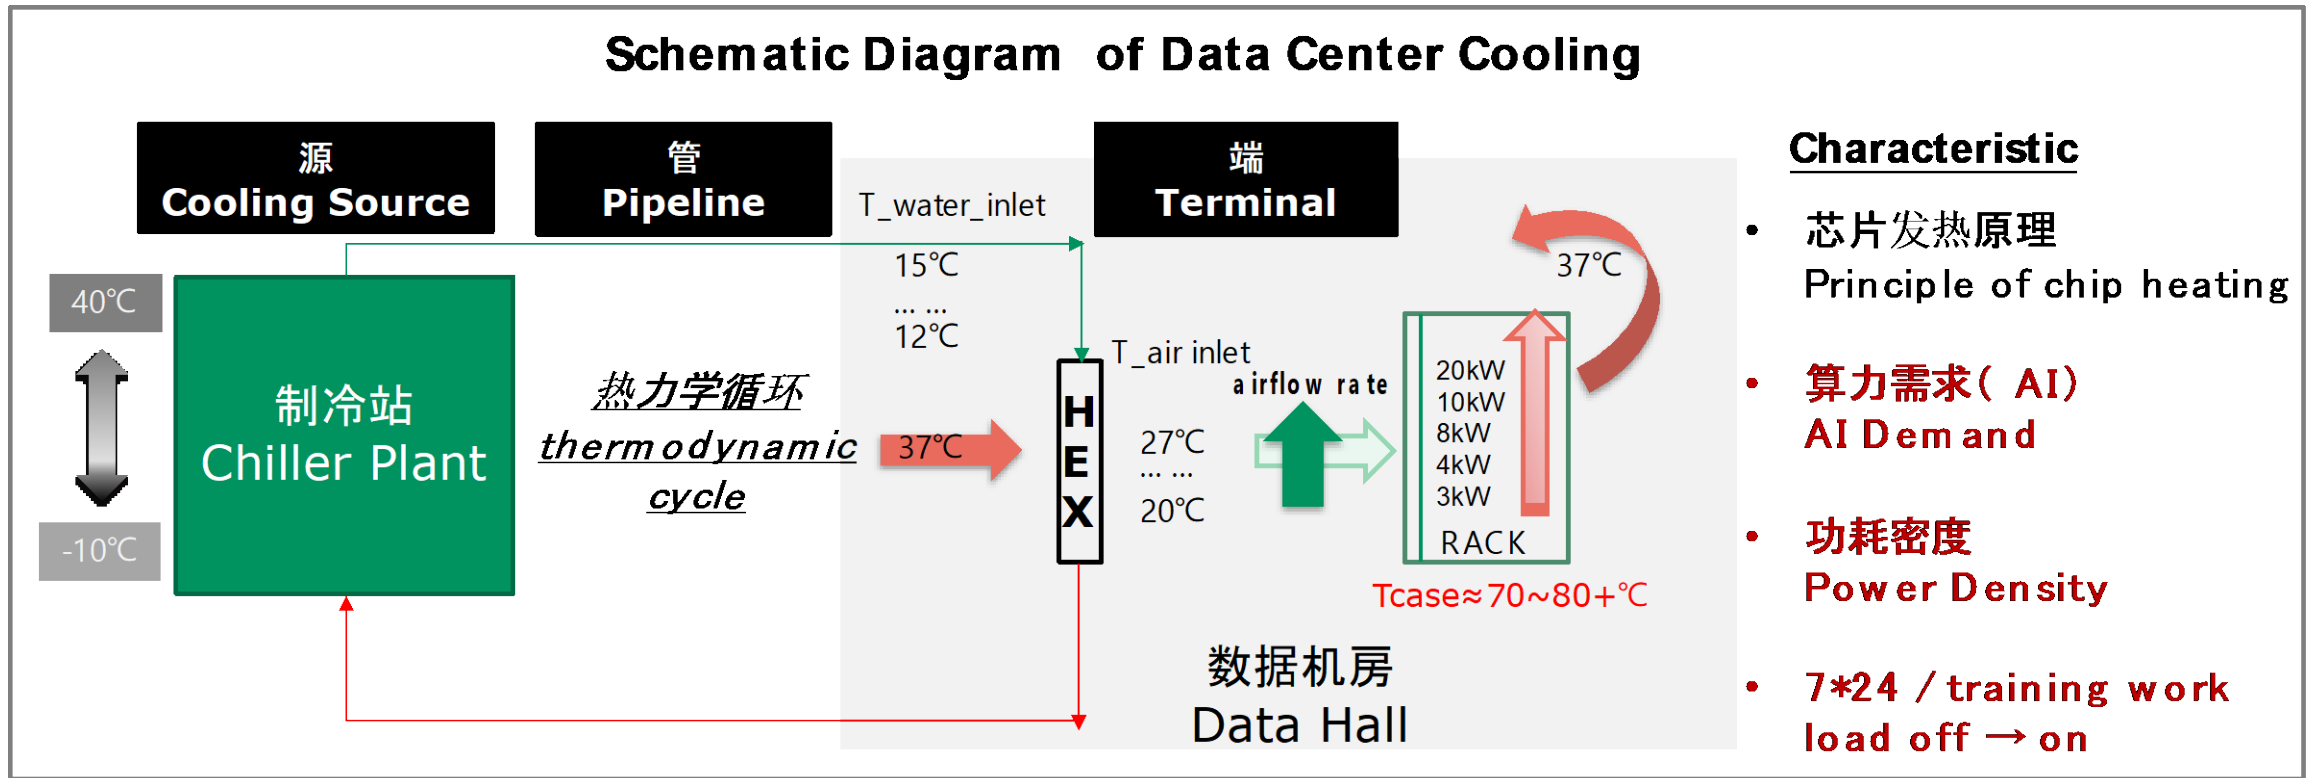 Schematic Diagram of Data Center Cooling
源
Cooling Source
管
Pipeline
端
Terminal
40℃
-10℃
制冷站
Chiller Plant
热力学循环
thermodynamic
cycle
T_water_inlet
15℃
... ...
12℃
37℃
HEX
T_air inlet
27℃
... ...
20℃
airflow rate
37℃
20kW
10kW
8kW
4kW
3kW
RACK
Tcase≈70~80+℃
数据机房
Data Hall
Characteristic
• 芯片发热原理
Principle of chip heating
• 算力需求( AI)
AI Demand
• 功耗密度
Power Density
• 7*24 / training work
load off → on